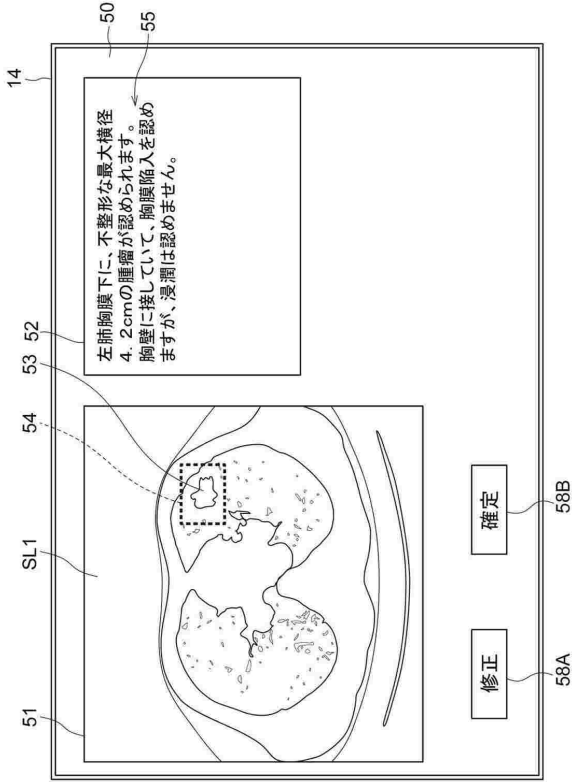 14
50
55
左肺胸膜下に、不整形な最大横径
4．2cmの腫瘤が認められます。
胸壁に接していて、胸膜陥入を認め
ますが、浸潤は認めません。
52
53
54
SL1
51
修正
確定
58A
58B